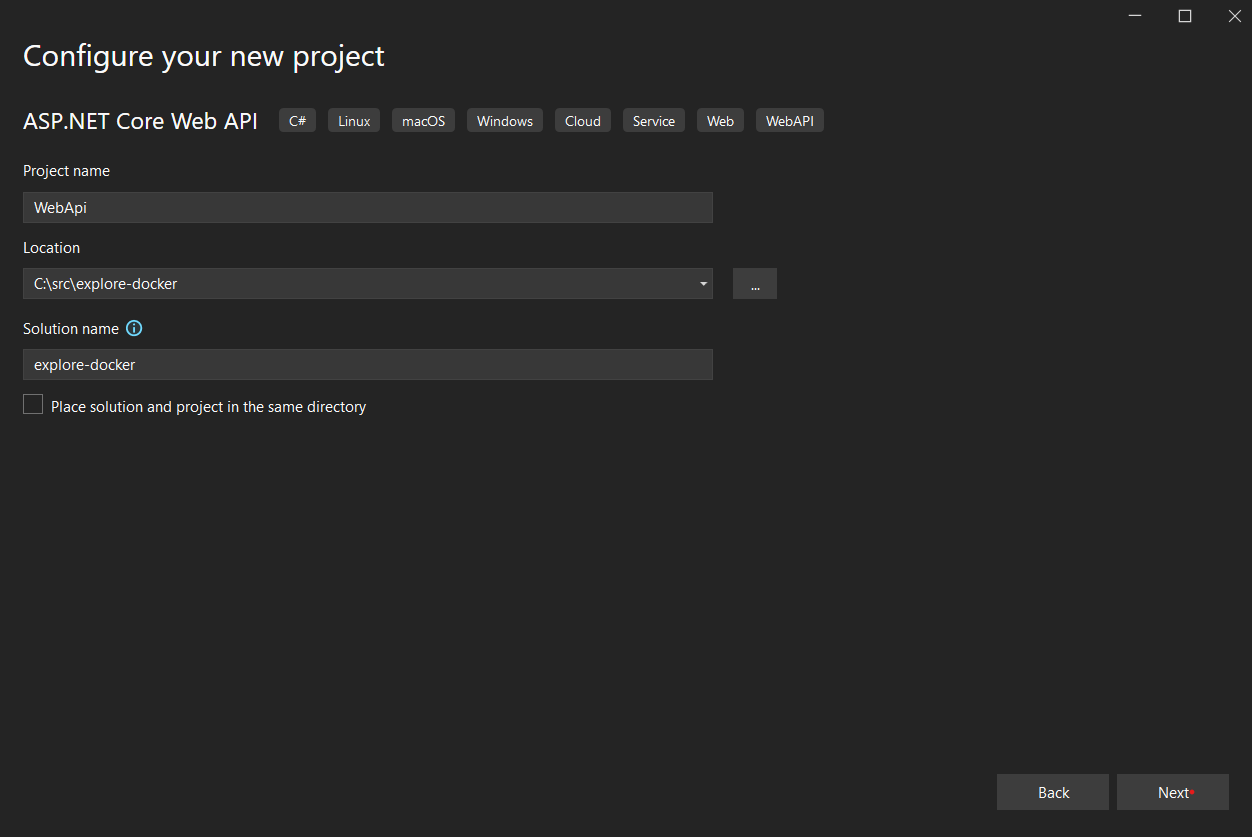 Configure your new project
ASP.NET Core Web API C# Linux macOS Windows Cloud Service Web WebAPI
Project name
WebApi
Location
C:\src\explore-docker ...
Solution name
explore-docker
Place solution and project in the same directory
Back Next